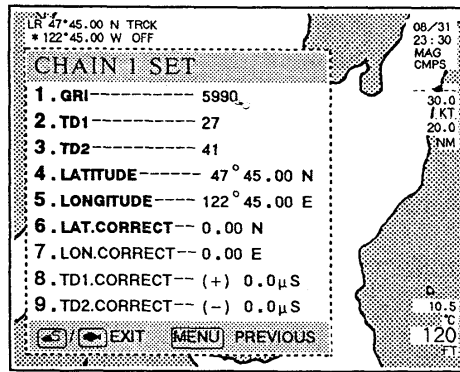 LR 47°45.00 N TRCK
* 122°45.00 W OFF
08/31
23:30
MAG
CMPS
CHAIN 1 SET
1.GRI----------- 5990
2.TD1----------- 27
3.TD2----------- 41
4.LATITUDE------- 47°45.00 N
5.LONGITUDE------ 122°45.00 E
6.LAT.CORRECT-- 0.00 N
7.LON.CORRECT-- 0.00 E
8.TD1.CORRECT-- (+) 0.0µS
9.TD2.CORRECT-- (-) 0.0µS
/ EXIT MENU PREVIOUS
30.0
KT
20.0
NM
10.5
°C
120
FT